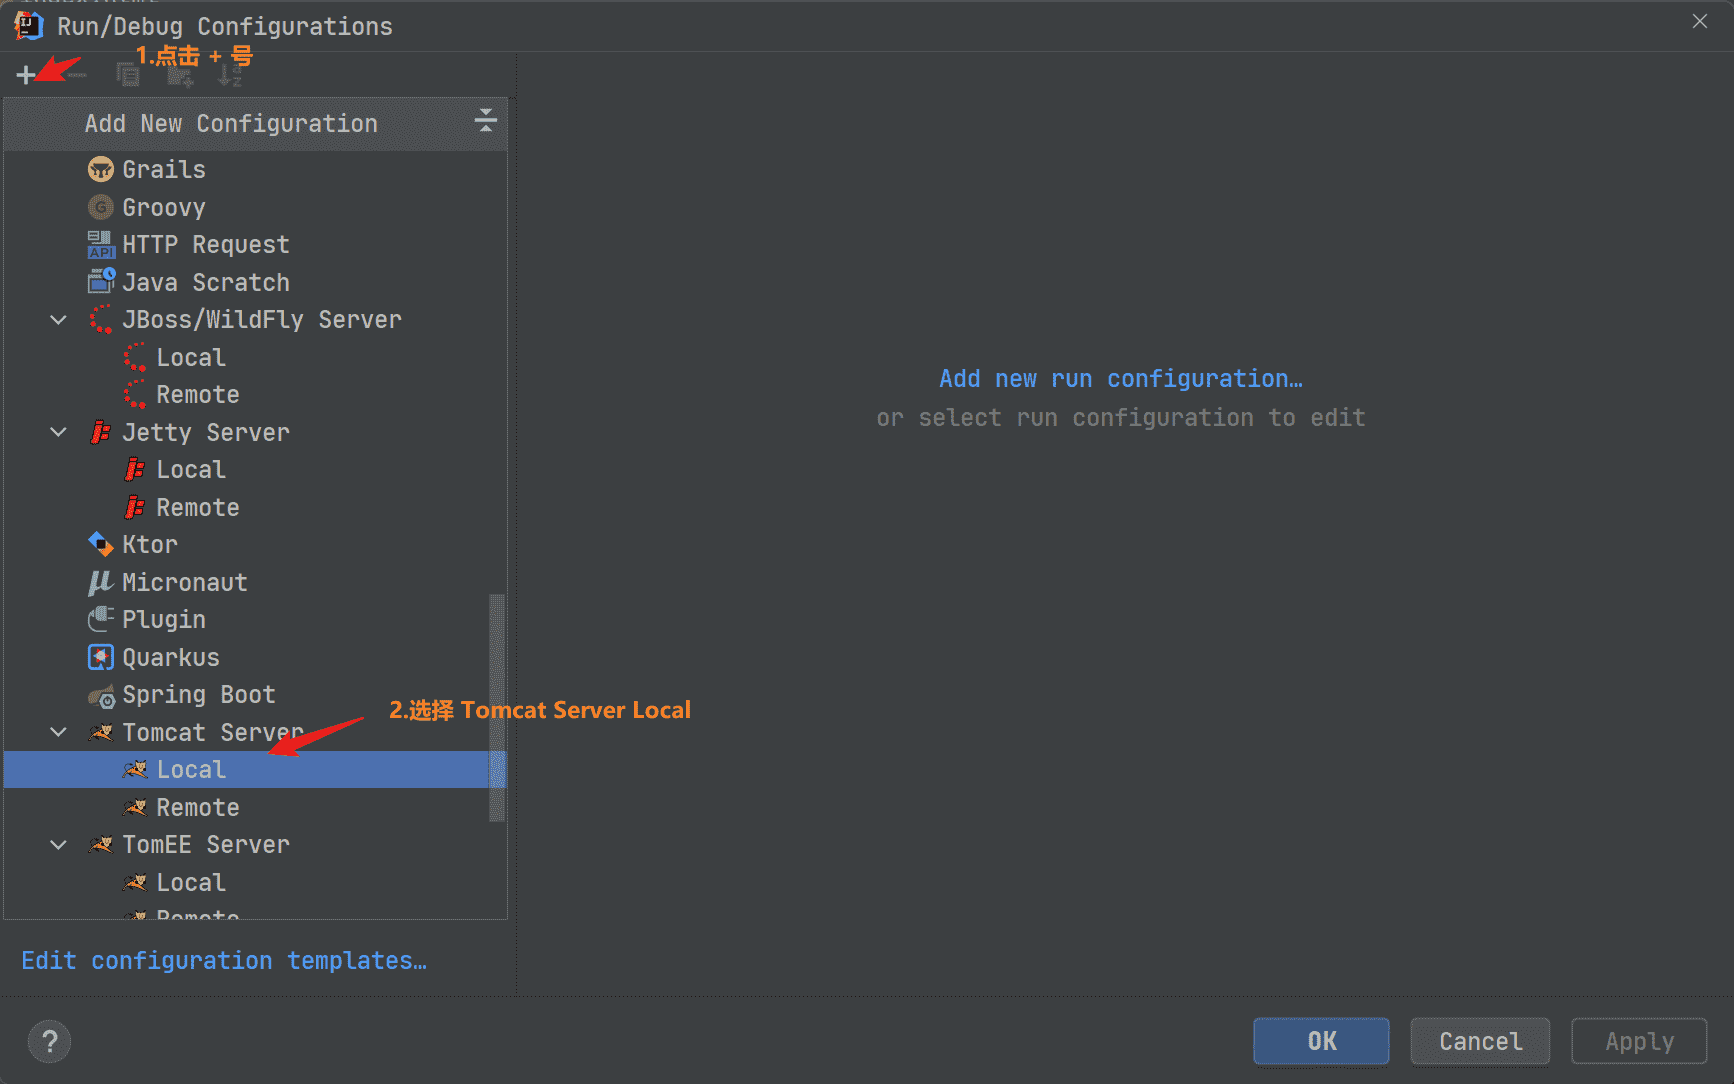 Run/Debug Configurations
1.点击 + 号
Add New Configuration
Grails
Groovy
HTTP Request
Java Scratch
JBoss/WildFly Server
Local
Remote
Jetty Server
Local
Remote
Ktor
Micronaut
Plugin
Quarkus
Spring Boot
Tomcat Server
2.选择 Tomcat Server Local
Local
Remote
TomEE Server
Local
Remote
Add new run configuration…
or select run configuration to edit
Edit configuration templates…
?
OK
Cancel
Apply